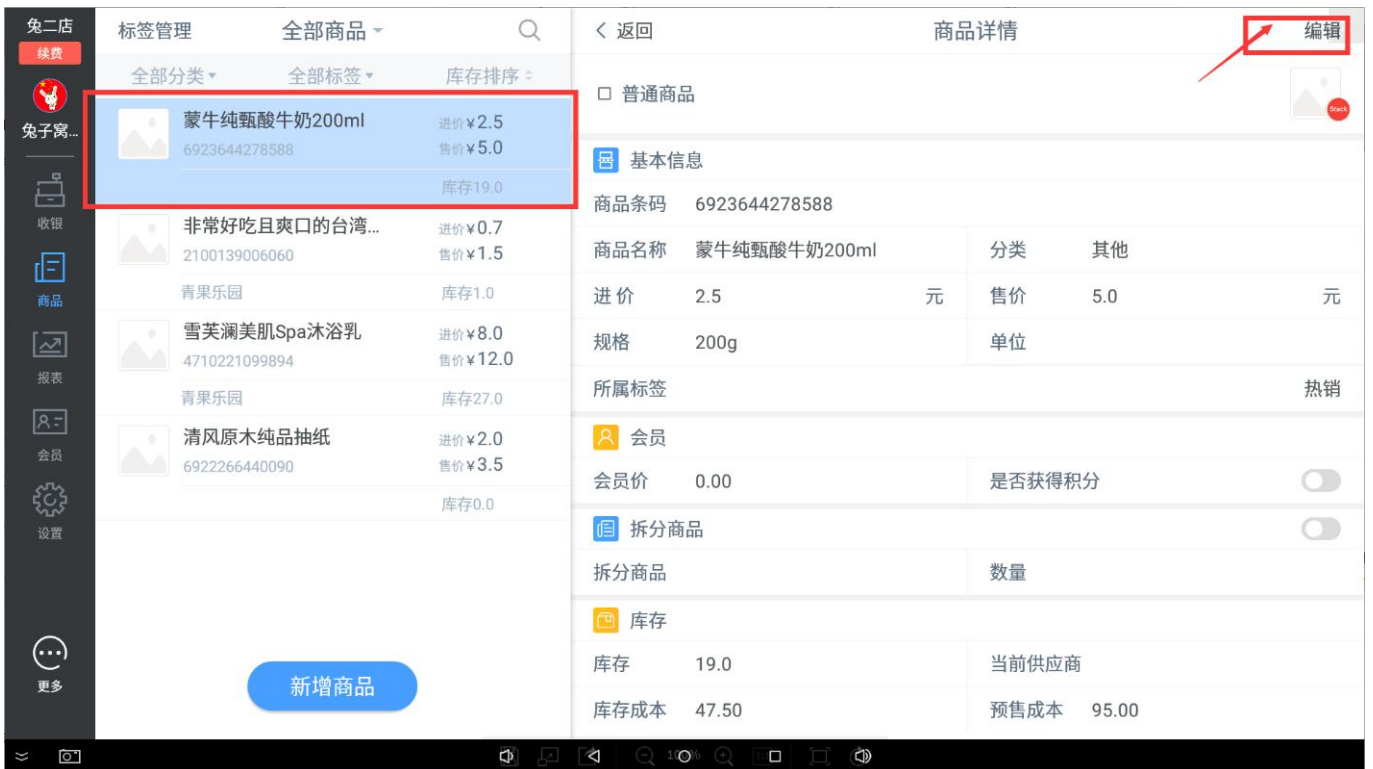 兔二店
续费
兔子窝...
收银
商品
报表
会员
设置
更多
标签管理 全部商品
全部分类 全部标签 库存排序
蒙牛纯甄酸牛奶200ml 进价¥2.5
6923644278588 售价¥5.0
库存19.0
非常好吃且爽口的台湾... 进价¥0.7
2100139006060 售价¥1.5
青果乐园 库存1.0
雪芙澜美肌Spa沐浴乳 进价¥8.0
4710221099894 售价¥12.0
青果乐园 库存27.0
清风原木纯品抽纸 进价¥2.0
6922266440090 售价¥3.5
库存0.0
新增商品
返回 商品详情 编辑
普通商品
Stack
基本信息
商品条码 6923644278588
商品名称 蒙牛纯甄酸牛奶200ml 分类 其他
进价 2.5 元 售价 5.0 元
规格 200g 单位
所属标签 热销
会员
会员价 0.00 是否获得积分
拆分商品
拆分商品 数量
库存
库存 19.0 当前供应商
库存成本 47.50 预售成本 95.00